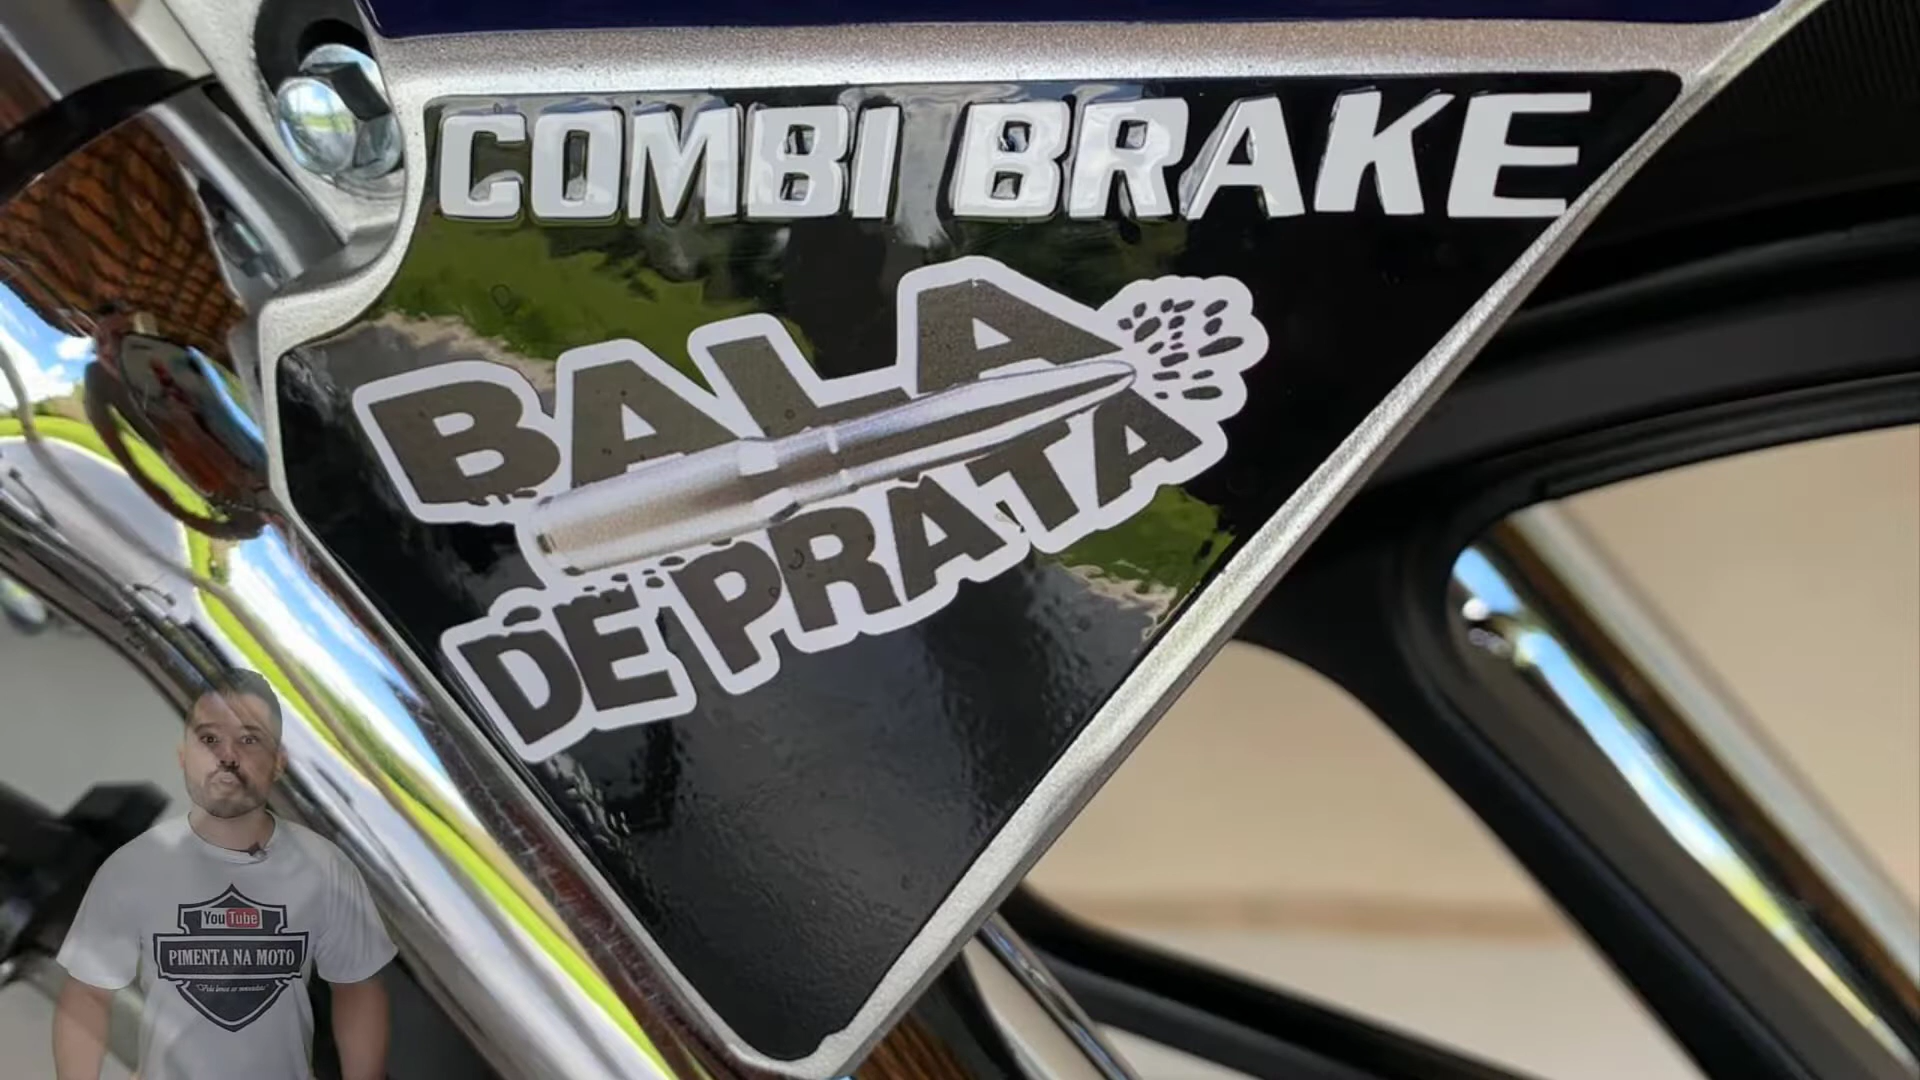 COMBI BRAKE
BALA
DE PRATA
YouTube
PIMENTA NA MOTO